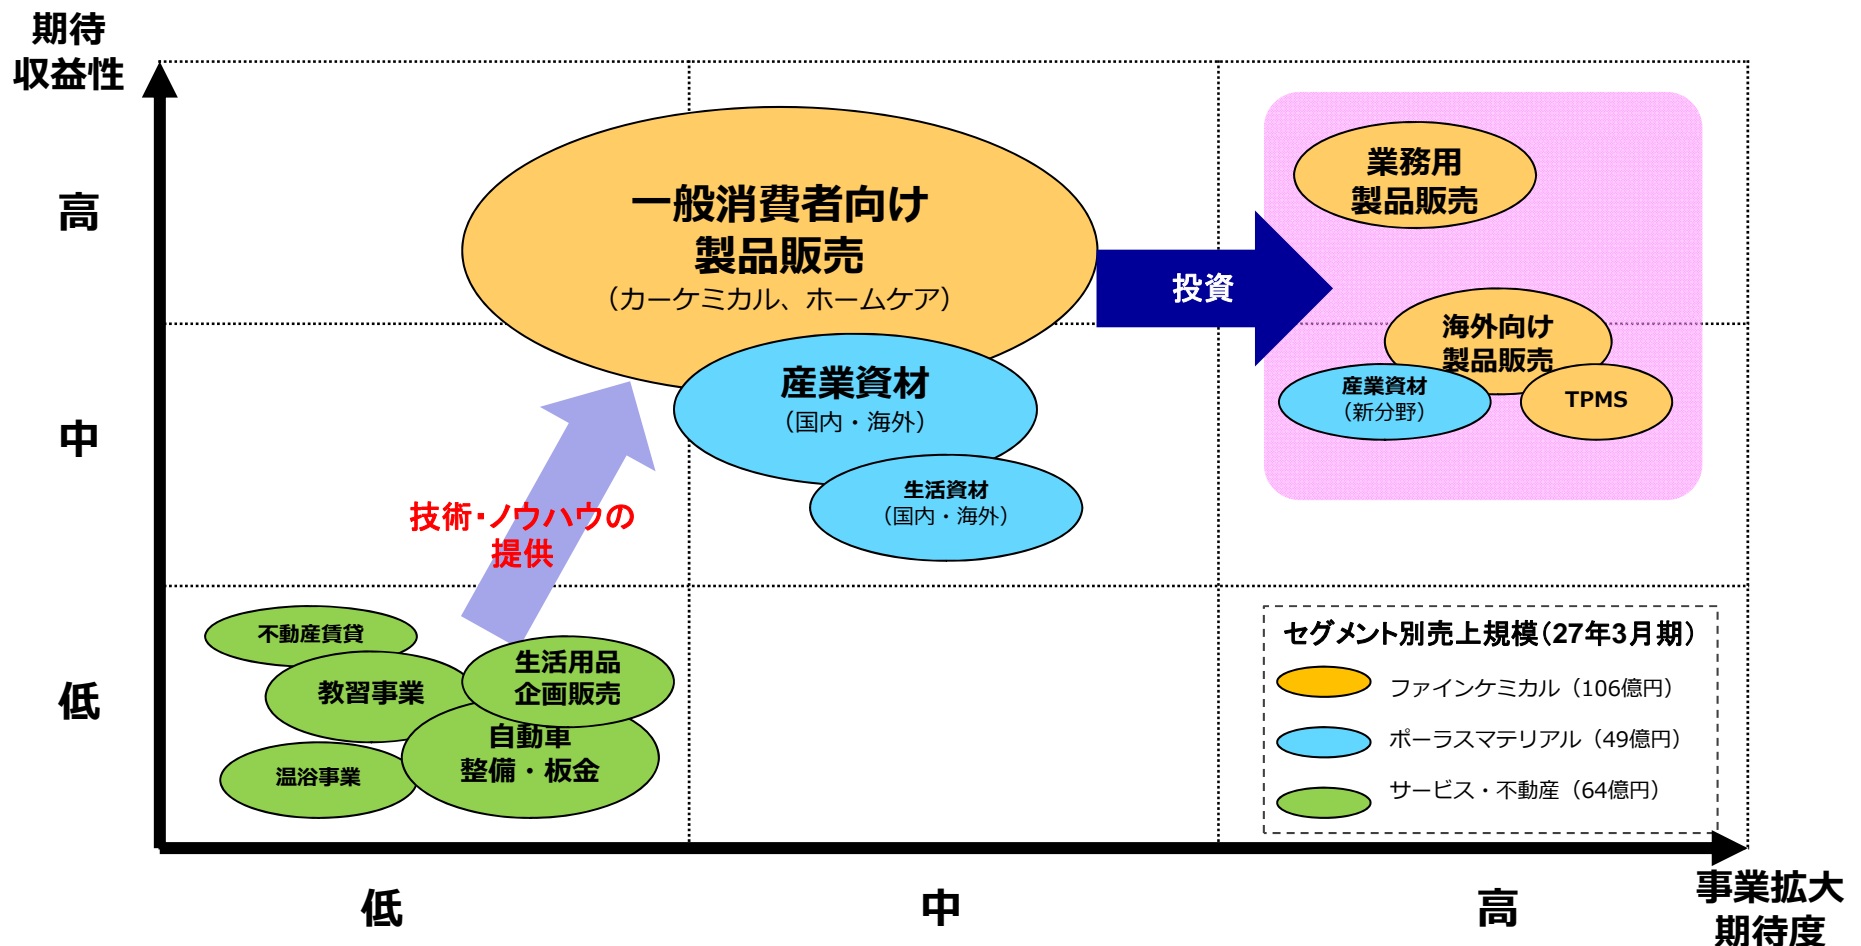 期待
収益性
高
中
低
一般消費者向け
製品販売
（カーケミカル、ホームケア）
産業資材
（国内・海外）
生活資材
（国内・海外）
投資
業務用
製品販売
海外向け
製品販売
産業資材
（新分野）
TPMS
技術・ノウハウの
提供
不動産賃貸
教習事業
温浴事業
生活用品
企画販売
自動車
整備・板金
セグメント別売上規模（27年3月期）
ファインケミカル（106億円）
ポーラスマテリアル（49億円）
サービス・不動産（64億円）
低
中
高
事業拡大
期待度